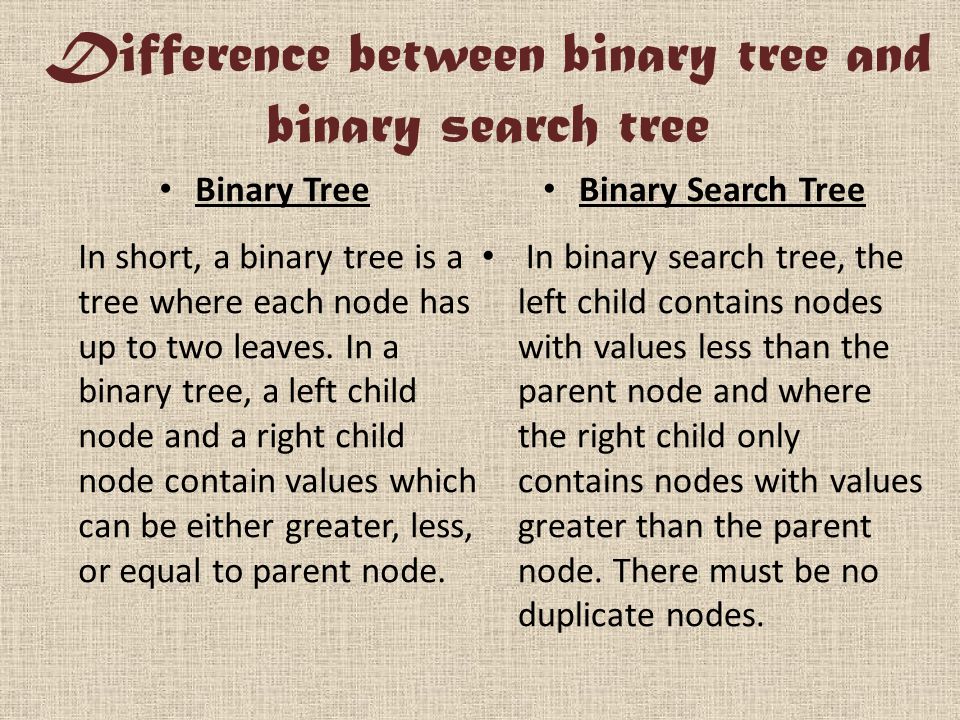 Difference between binary tree and
binary search tree
• Binary Tree
In short, a binary tree is a
tree where each node has
up to two leaves. In a
binary tree, a left child
node and a right child
node contain values which
can be either greater, less,
or equal to parent node.
• Binary Search Tree
• In binary search tree, the
left child contains nodes
with values less than the
parent node and where
the right child only
contains nodes with values
greater than the parent
node. There must be no
duplicate nodes.